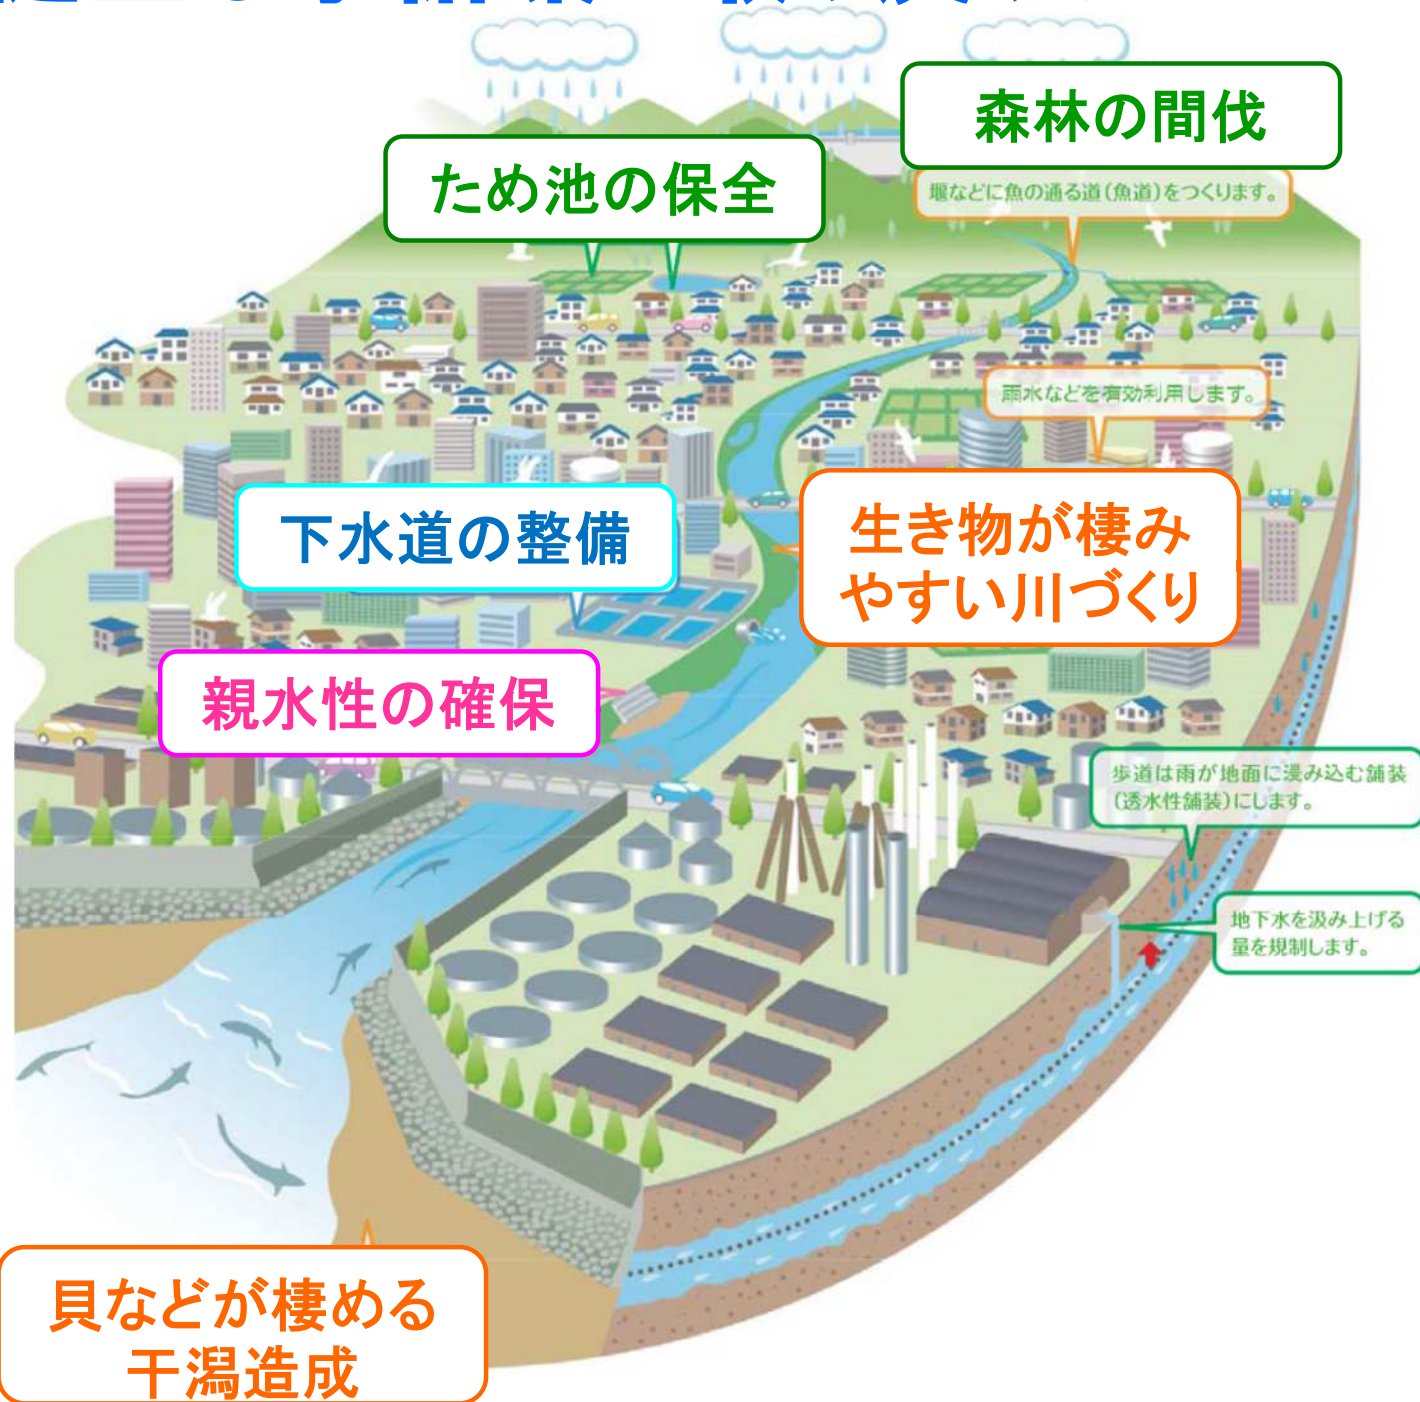 森林の間伐
ため池の保全
堰などに魚の通る道(魚道)をつくります。
雨水などを有効利用します。
下水道の整備
生き物が棲み
やすい川づくり
親水性の確保
歩道は雨が地面に浸み込む舗装
(透水性舗装)にします。
地下水を汲み上げる
量を規制します。
貝などが棲める
干潟造成